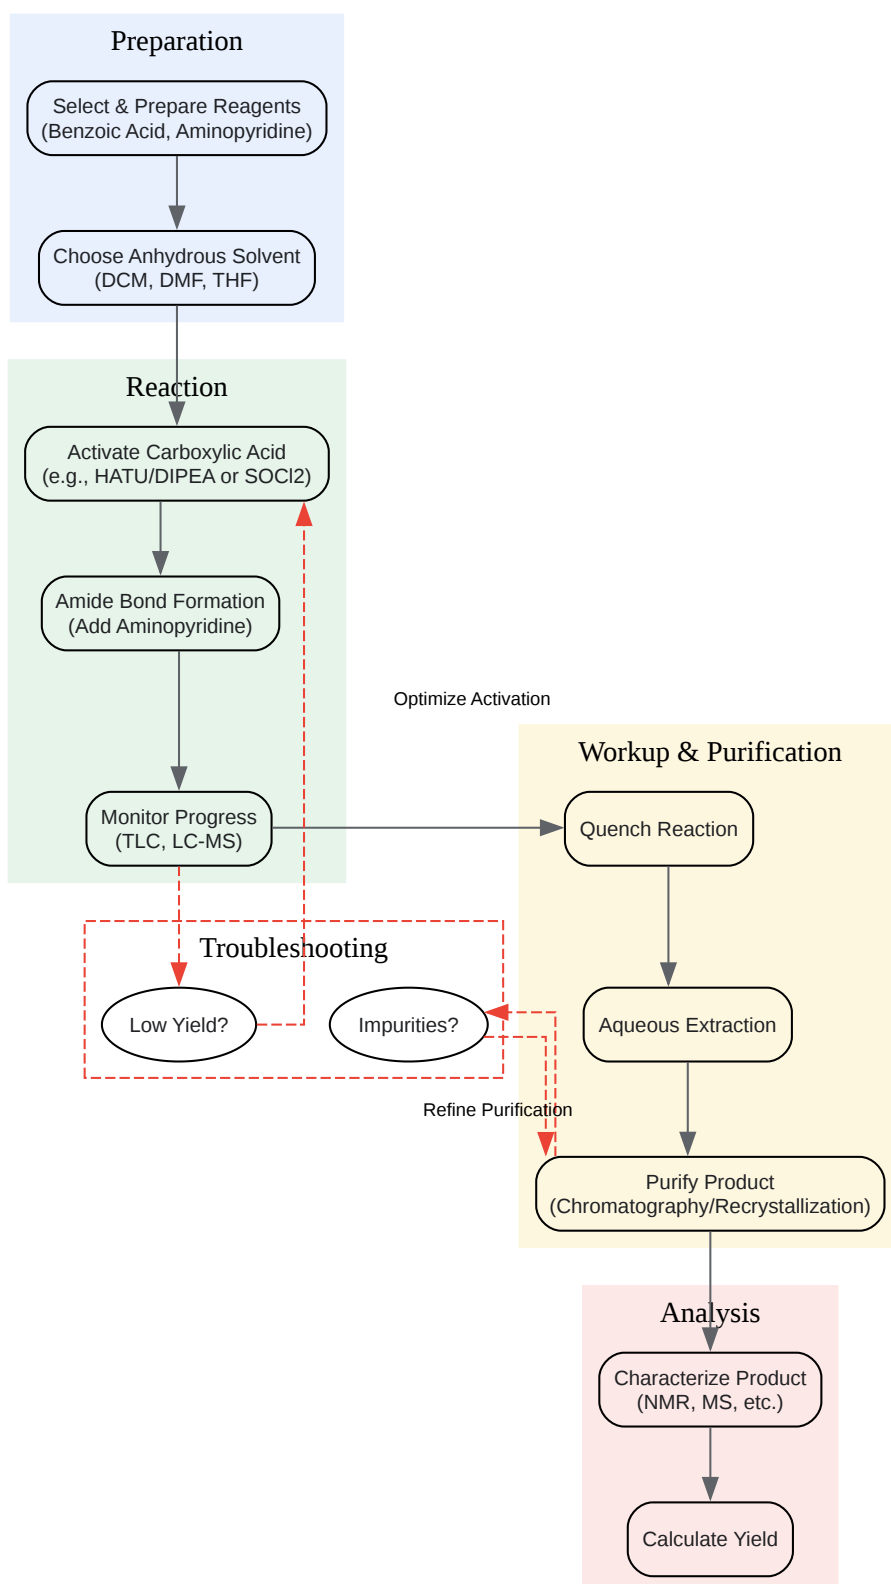 Preparation
Select & Prepare Reagents
(Benzoic Acid, Aminopyridine)
Choose Anhydrous Solvent
(DCM, DMF, THF)
Reaction
Activate Carboxylic Acid
(e.g., HATU/DIPEA or SOCl2)
Amide Bond Formation
(Add Aminopyridine)
Monitor Progress
(TLC, LC-MS)
Optimize Activation
Workup & Purification
Quench Reaction
Troubleshooting
Low Yield?
Impurities?
Aqueous Extraction
Refine Purification
Purify Product
(Chromatography/Recrystallization)
Analysis
Characterize Product
(NMR, MS, etc.)
Calculate Yield